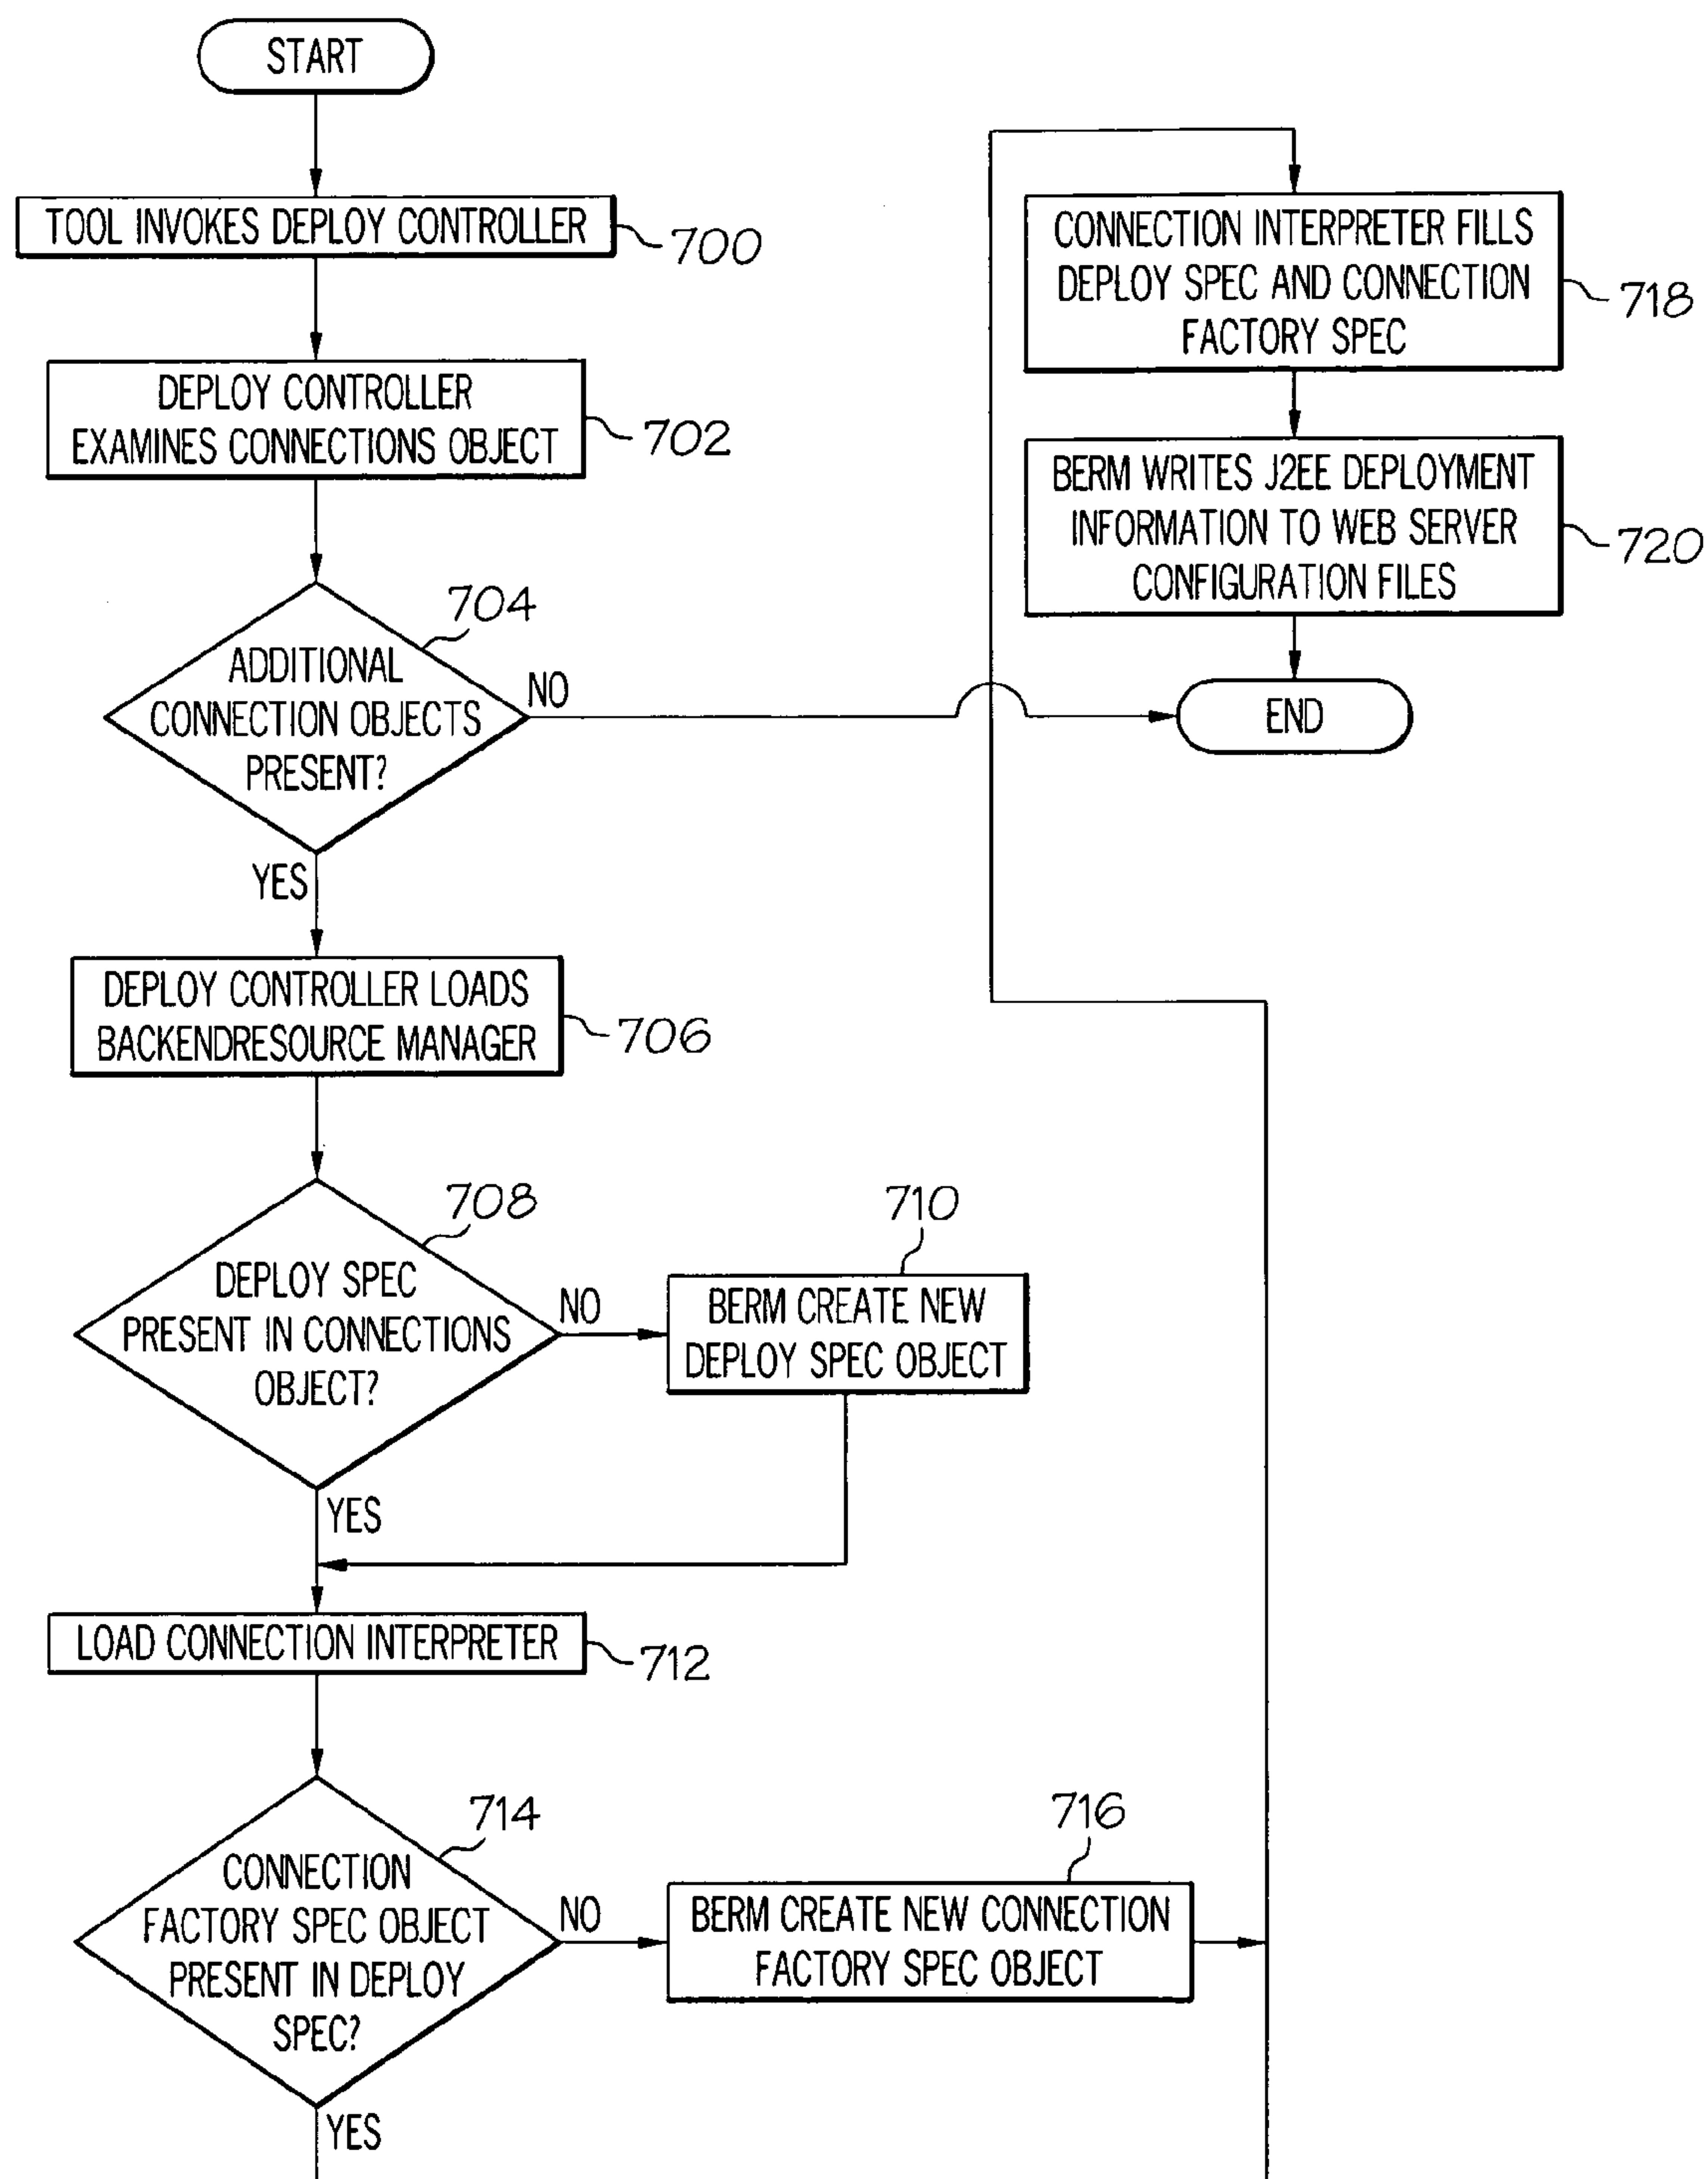 START
TOOL INVOKES DEPLOY CONTROLLER
700
DEPLOY CONTROLLER
EXAMINES CONNECTIONS OBJECT
702
704
ADDITIONAL
CONNECTION OBJECTS
PRESENT?
NO
YES
DEPLOY CONTROLLER LOADS
BACKENDRESOURCE MANAGER
706
708
DEPLOY SPEC
PRESENT IN CONNECTIONS
OBJECT?
NO
YES
710
BERM CREATE NEW
DEPLOY SPEC OBJECT
LOAD CONNECTION INTERPRETER
712
714
CONNECTION
FACTORY SPEC OBJECT
PRESENT IN DEPLOY
SPEC?
NO
YES
716
BERM CREATE NEW CONNECTION
FACTORY SPEC OBJECT
CONNECTION INTERPRETER FILLS
DEPLOY SPEC AND CONNECTION
FACTORY SPEC
718
BERM WRITES J2EE DEPLOYMENT
INFORMATION TO WEB SERVER
CONFIGURATION FILES
720
END